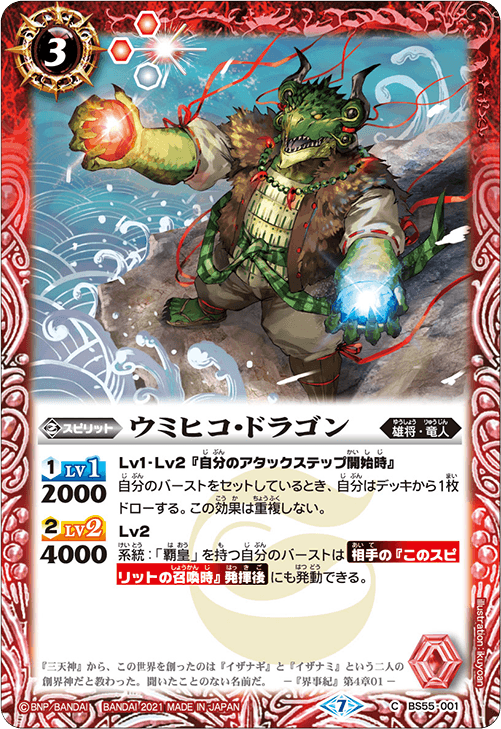 3
② スピリット ウミヒコ・ドラゴン 雄将・竜人
1 LV1 2000
Lv1・Lv2『自分のアタックステップ開始時』
自分のバーストをセットしているとき、自分はデッキから1枚
ドローする。この効果は重複しない。
2 LV2 4000
Lv2
系統:「覇皇」を持つ自分のバーストは 相手の『このスピ
リットの召喚時』発揮後 にも発動できる。
『三天神』から、この世界を創ったのは『イザナギ』と『イザナミ』という二人の
創界神だと教わった。聞いたことのない名前だ。 ー『界事紀』第4章01ー
Illustration: ikuyoan
©BNP/BANDAI BANDAI 2021 MADE IN JAPAN 7 C BS55-001